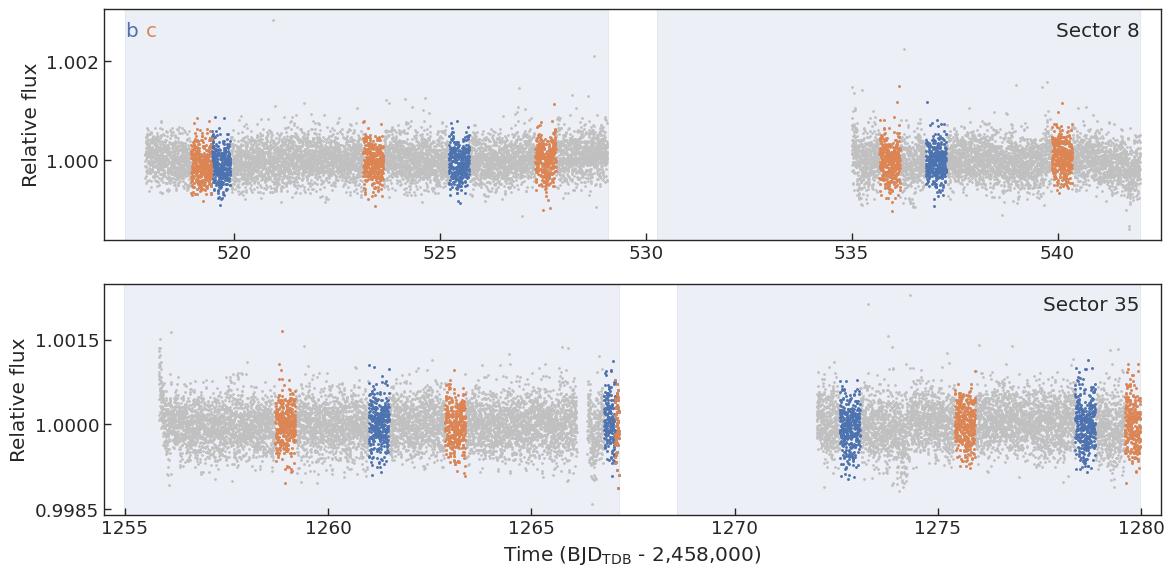 b c
Sector 8
Relative flux
1.002
1.000
520 525 530 535 540
Sector 35
Relative flux
1.0015
1.0000
0.9985
1255 1260 1265 1270 1275 1280
Time (BJD_TDB - 2,458,000)